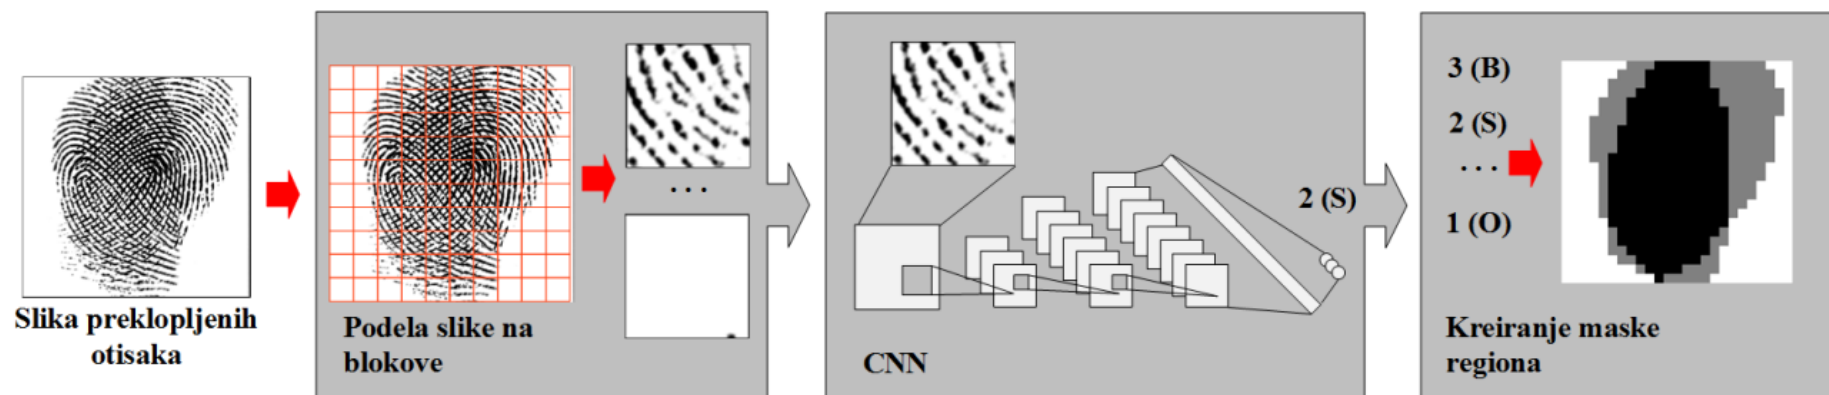 Slika preklopljenih
otisaka
Podela slike na
blokove
. . .
CNN
2 (S)
3 (B)
2 (S)
. . .
1 (O)
Kreiranje maske
regiona